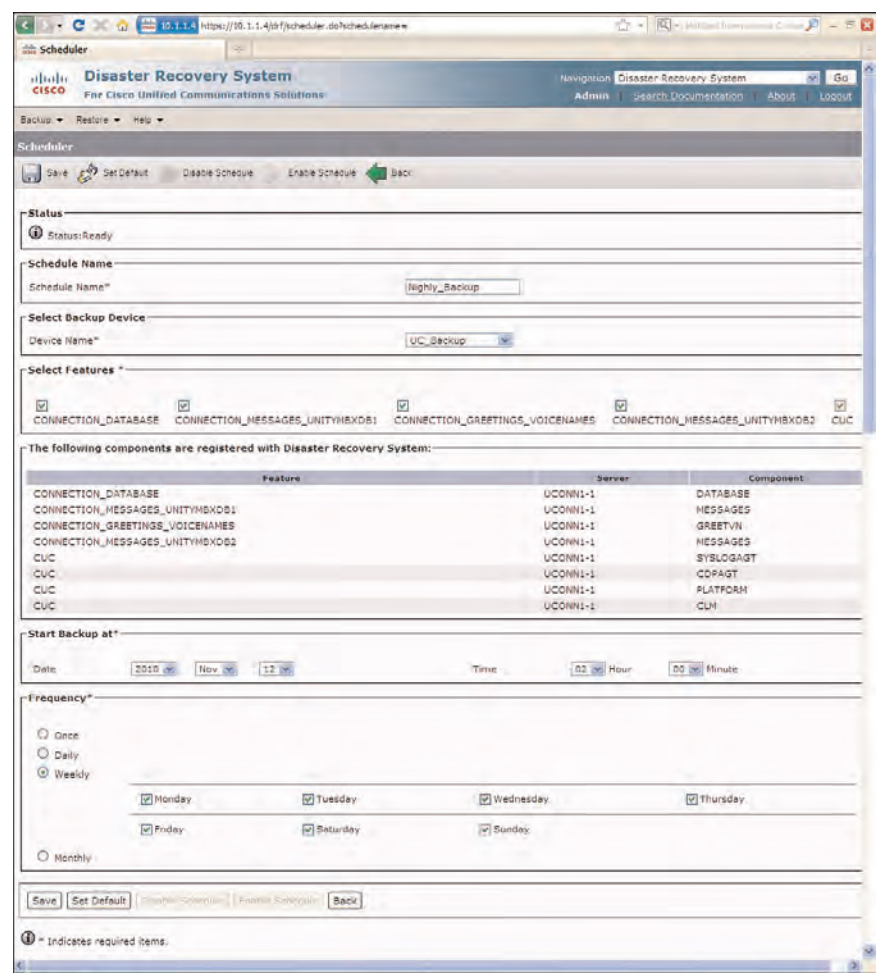 10.1.1.4 https://10.1.1.4/drf/scheduler.do?schedulename=
Scheduler
CISCO
Disaster Recovery System
For Cisco Unified Communications Solutions
Navigation Disaster Recovery System Go
Admin Search Documentation About Logout
Backup Restore Help
Scheduler
Save Set Default Disable Schedule Enable Schedule Back
Status
Status:Ready
Schedule Name
Schedule Name* Nighly_Backup
Select Backup Device
Device Name* UC_Backup
Select Features *
CONNECTION_DATABASE CONNECTION_MESSAGES_UNITYMBXDB1 CONNECTION_GREETINGS_VOICENAMES CONNECTION_MESSAGES_UNITYMBXDB2 CUC
The following components are registered with Disaster Recovery System:
Feature Server Component
CONNECTION_DATABASE UCONN1-1 DATABASE
CONNECTION_MESSAGES_UNITYMBXDB1 UCONN1-1 MESSAGES
CONNECTION_GREETINGS_VOICENAMES UCONN1-1 GREETVN
CONNECTION_MESSAGES_UNITYMBXDB2 UCONN1-1 MESSAGES
CUC UCONN1-1 SYSLOGAGT
CUC UCONN1-1 CDPAGT
CUC UCONN1-1 PLATFORM
CUC UCONN1-1 CLM
Start Backup at*
Date 2010 Nov 12 Time 02 Hour 00 Minute
Frequency*
Once
Daily
Weekly
Monday Tuesday Wednesday Thursday
Friday Saturday Sunday
Monthly
Save Set Default Disable Schedule Enable Schedule Back
* Indicates required items.